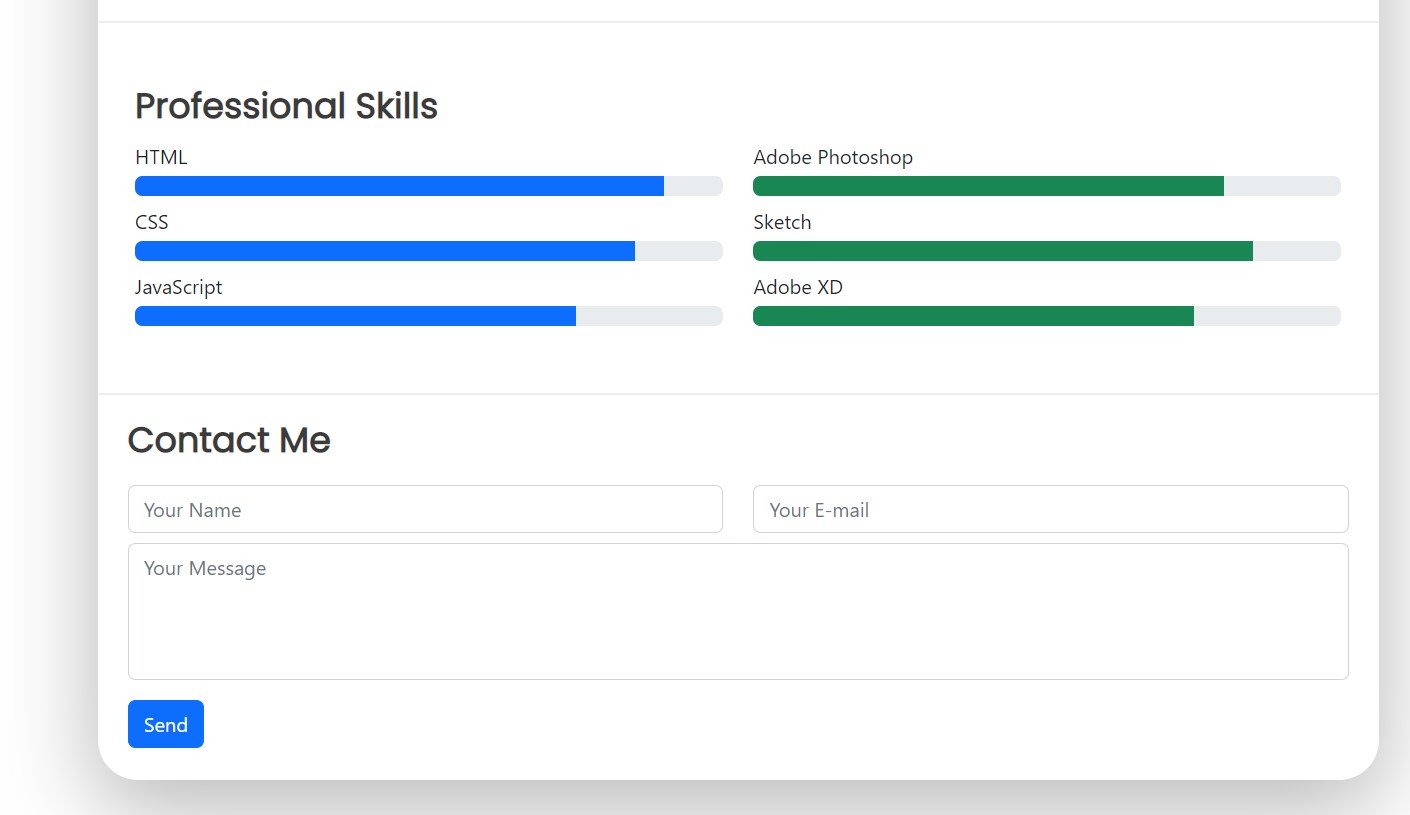 Professional Skills
HTML
Adobe Photoshop
CSS
Sketch
JavaScript
Adobe XD
Contact Me
Your Name
Your E-mail
Your Message
Send